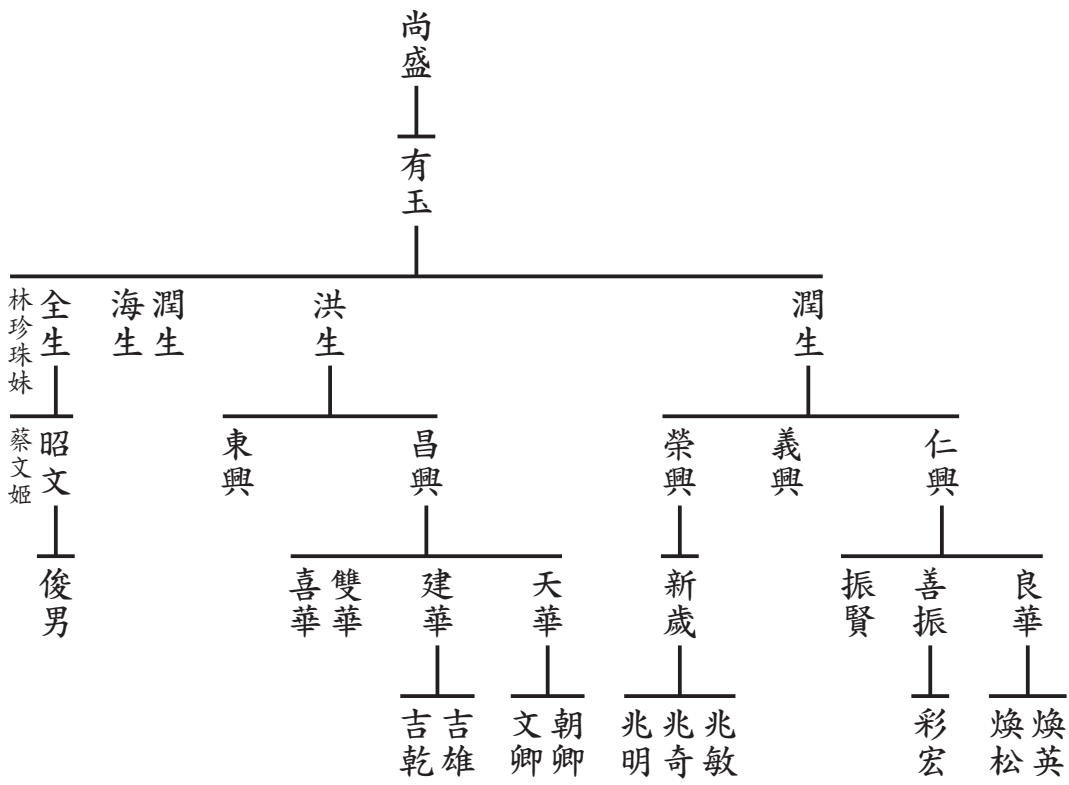 尚盛
有玉
潤生
洪生
潤生
海生
全生
林珍珠妹
仁興
義興
榮興
昌興
東興
昭文
蔡文姬
良華
善振
振賢
新歲
天華
建華
雙華
喜華
俊男
煥英
煥松
彩宏
兆敏
兆奇
兆明
朝卿
文卿
吉雄
吉乾